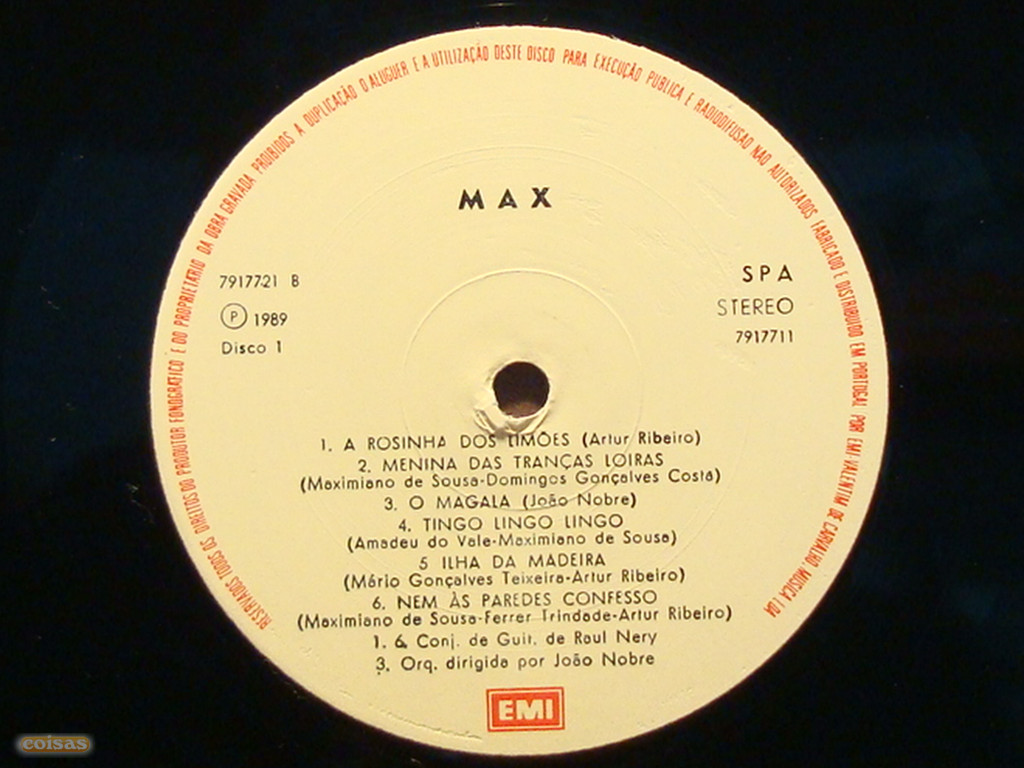 RESERVADOS TODOS OS DIREITOS DO PRODUTOR FONOGRAFICO E DO PROPRIETARIO DA OBRA GRAVADA PROIBIDOS A DUPLICAÇÃO O ALUGUER E A UTILIZAÇÃO DESTE DISCO PARA EXECUÇÃO PUBLICA E RADIODIFUSAO NAO AUTORIZADOS FABRICADO E DISTRIBUIDO EM PORTUGAL POR EMI-VALENTIM DE CARVALHO, MUSICA LDA
MAX
7917721 B
Ⓟ 1989
Disco 1
SPA
STEREO
7917711
1. A ROSINHA DOS LIMÕES (Artur Ribeiro)
2. MENINA DAS TRANÇAS LOIRAS
(Maximiano de Sousa-Domingos Gonçalves Costa)
3. O MAGALA (João Nobre)
4. TINGO LINGO LINGO
(Amadeu do Vale-Maximiano de Sousa)
5 ILHA DA MADEIRA
(Mário Gonçalves Teixeira-Artur Ribeiro)
6. NEM ÀS PAREDES CONFESSO
(Maximiano de Sousa-Ferrer Trindade-Artur Ribeiro)
1. 6. Conj. de Guit. de Raul Nery
3. Orq. dirigida por João Nobre
EMI
coisas